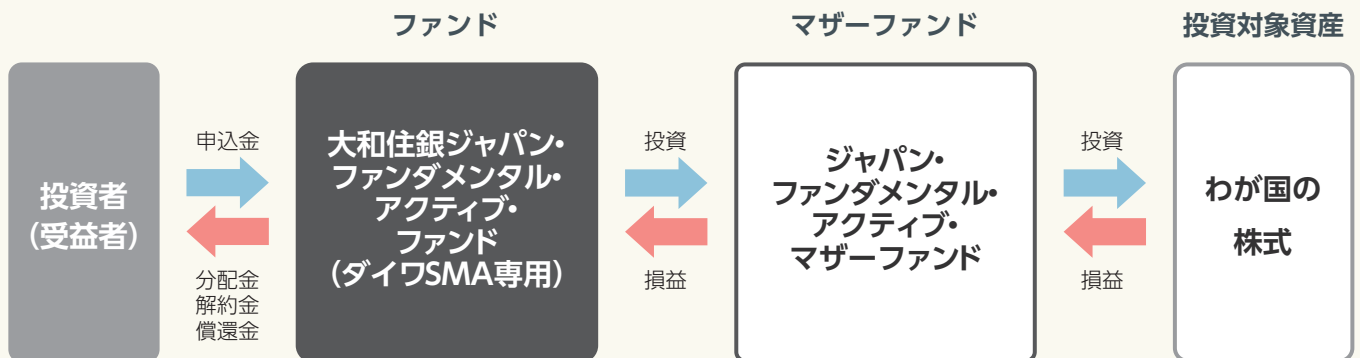 ファンド
マザーファンド
投資対象資産
投資者
（受益者）
申込金
分配金
解約金
償還金
大和住銀ジャパン・
ファンダメンタル・
アクティブ・
ファンド
（ダイワSMA専用）
投資
損益
ジャパン・
ファンダメンタル・
アクティブ・
マザーファンド
投資
損益
わが国の
株式